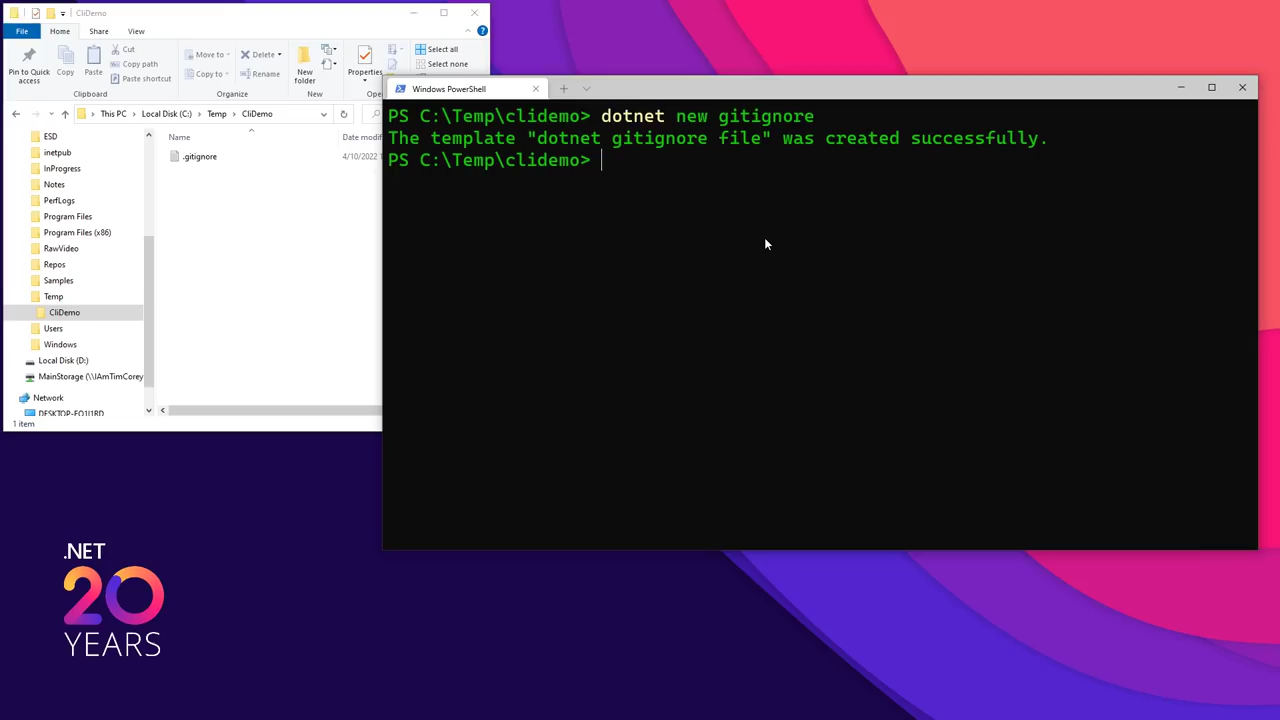 CliDemo
File
Home
Share
View
Pin to Quick access
Copy
Paste
Cut
Copy path
Paste shortcut
Clipboard
Move to
Copy to
Delete
Rename
Organize
New folder
Properties
Select all
Select none
This PC
Local Disk (C:)
Temp
CliDemo
ESD
inetpub
InProgress
Notes
PerfLogs
Program Files
Program Files (x86)
RawVideo
Repos
Samples
Temp
CliDemo
Users
Windows
Local Disk (D:)
MainStorage (\\IAmTimCorey
Network
Name
Date modif
.gitignore
4/10/2022
1 item
Windows PowerShell
PS C:\Temp\clidemo> dotnet new gitignore
The template "dotnet gitignore file" was created successfully.
PS C:\Temp\clidemo>
.NET
20
YEARS